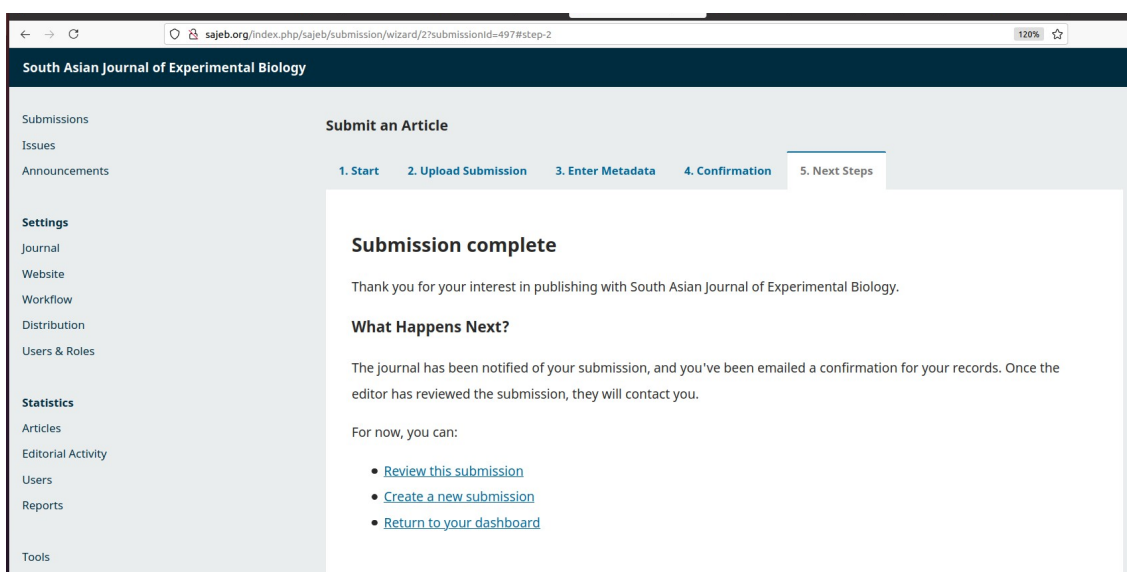 sajeb.org/index.php/sajeb/submission/wizard/2?submissionId=497#step-2
120%
South Asian Journal of Experimental Biology
Submissions
Issues
Announcements
Settings
Journal
Website
Workflow
Distribution
Users & Roles
Statistics
Articles
Editorial Activity
Users
Reports
Tools
Submit an Article
1. Start 2. Upload Submission 3. Enter Metadata 4. Confirmation 5. Next Steps
Submission complete
Thank you for your interest in publishing with South Asian Journal of Experimental Biology.
What Happens Next?
The journal has been notified of your submission, and you've been emailed a confirmation for your records. Once the
editor has reviewed the submission, they will contact you.
For now, you can:
• Review this submission
• Create a new submission
• Return to your dashboard